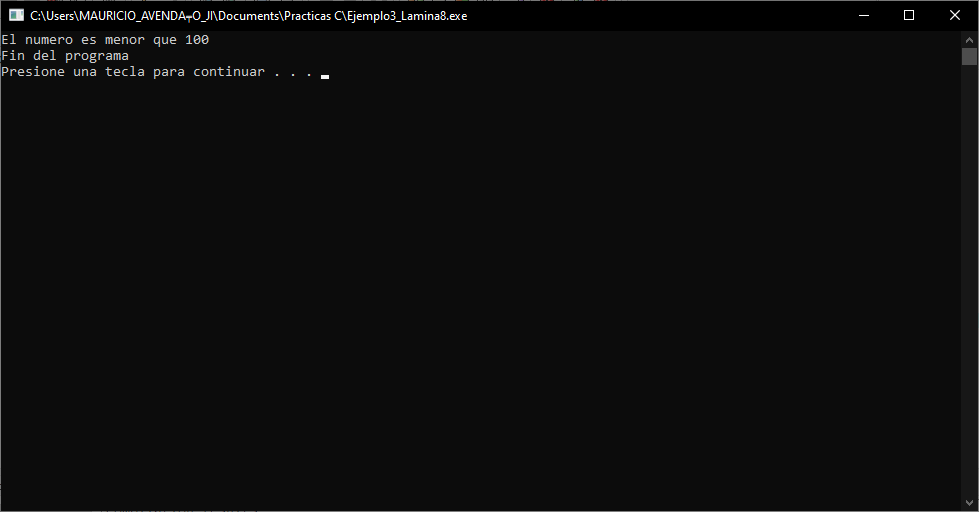 C:\Users\MAURICIO_AVENDA╤O_JI\Documents\Practicas C\Ejemplo3_Lamina8.exe
El numero es menor que 100
Fin del programa
Presione una tecla para continuar . . .